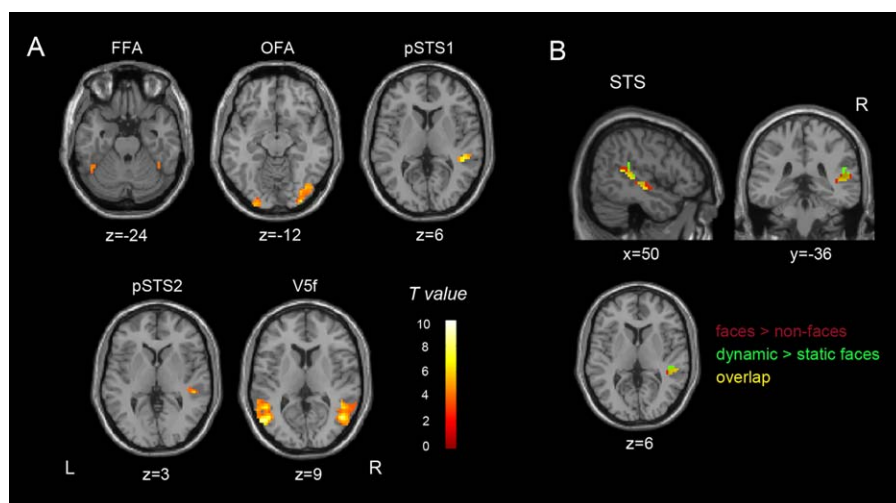 A
FFA
OFA
pSTS1
z=-24
z=-12
z=6
pSTS2
V5f
T value
10
8
6
4
2
0
L
z=3
z=9
R
B
STS
R
x=50
y=-36
faces > non-faces
dynamic > static faces
overlap
z=6